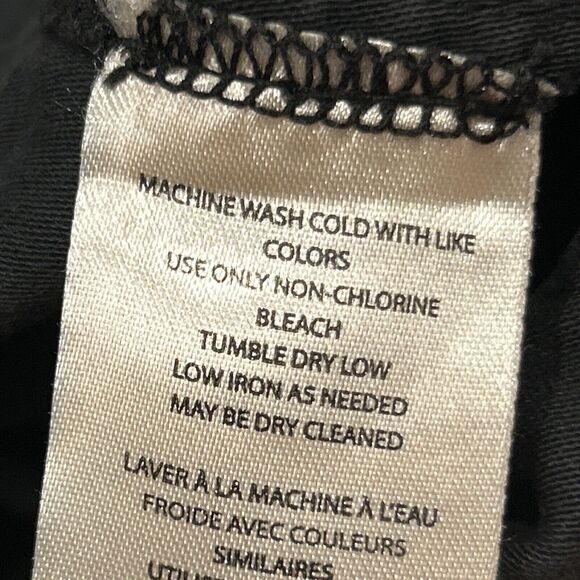 MACHINE WASH COLD WITH LIKE
COLORS
USE ONLY NON-CHLORINE
BLEACH
TUMBLE DRY LOW
LOW IRON AS NEEDED
MAY BE DRY CLEANED
LAVER À LA MACHINE À L'EAU
FROIDE AVEC COULEURS
SIMILAIRES